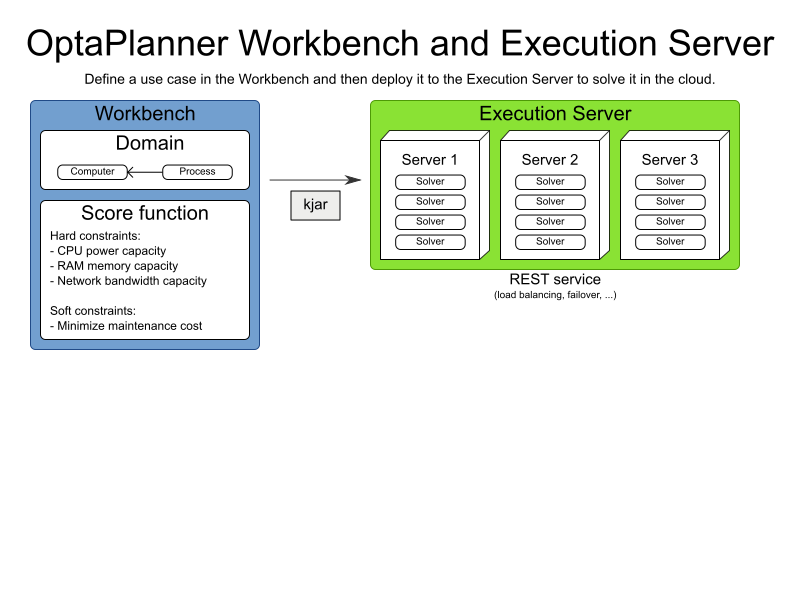 OptaPlanner Workbench and Execution Server
Define a use case in the Workbench and then deploy it to the Execution Server to solve it in the cloud.
Workbench
Domain
Computer
Process
Score function
Hard constraints:
- CPU power capacity
- RAM memory capacity
- Network bandwidth capacity
Soft constraints:
- Minimize maintenance cost
kjar
Execution Server
Server 1
Solver
Solver
Solver
Solver
Server 2
Solver
Solver
Solver
Solver
Server 3
Solver
Solver
Solver
Solver
REST service
(load balancing, failover, ...)